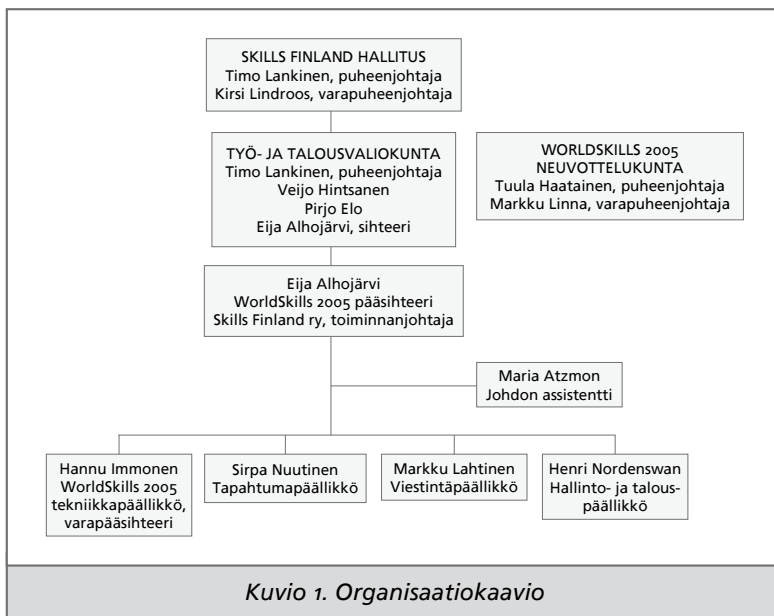 SKILLS FINLAND HALLITUS
Timo Lankinen, puheenjohtaja
Kirsi Lindroos, varapuheenjohtaja
TYÖ- JA TALOUSVALIOKUNTA
Timo Lankinen, puheenjohtaja
Veijo Hintsanen
Pirjo Elo
Eija Alhojärvi, sihteeri
WORLDSKILLS 2005
NEUVOTTELUKUNTA
Tuula Haatainen, puheenjohtaja
Markku Linna, varapuheenjohtaja
Eija Alhojärvi
WorldSkills 2005 pääsihteeri
Skills Finland ry, toiminnanjohtaja
Maria Atzmon
Johdon assistentti
Hannu Immonen
WorldSkills 2005
tekniikkapäällikkö,
varapääsihteeri
Sirpa Nuutinen
Tapahtumapäällikkö
Markku Lahtinen
Viestintäpäällikkö
Henri Nordenswan
Hallinto- ja talous-
päällikkö
Kuvio 1. Organisaatiokaavio